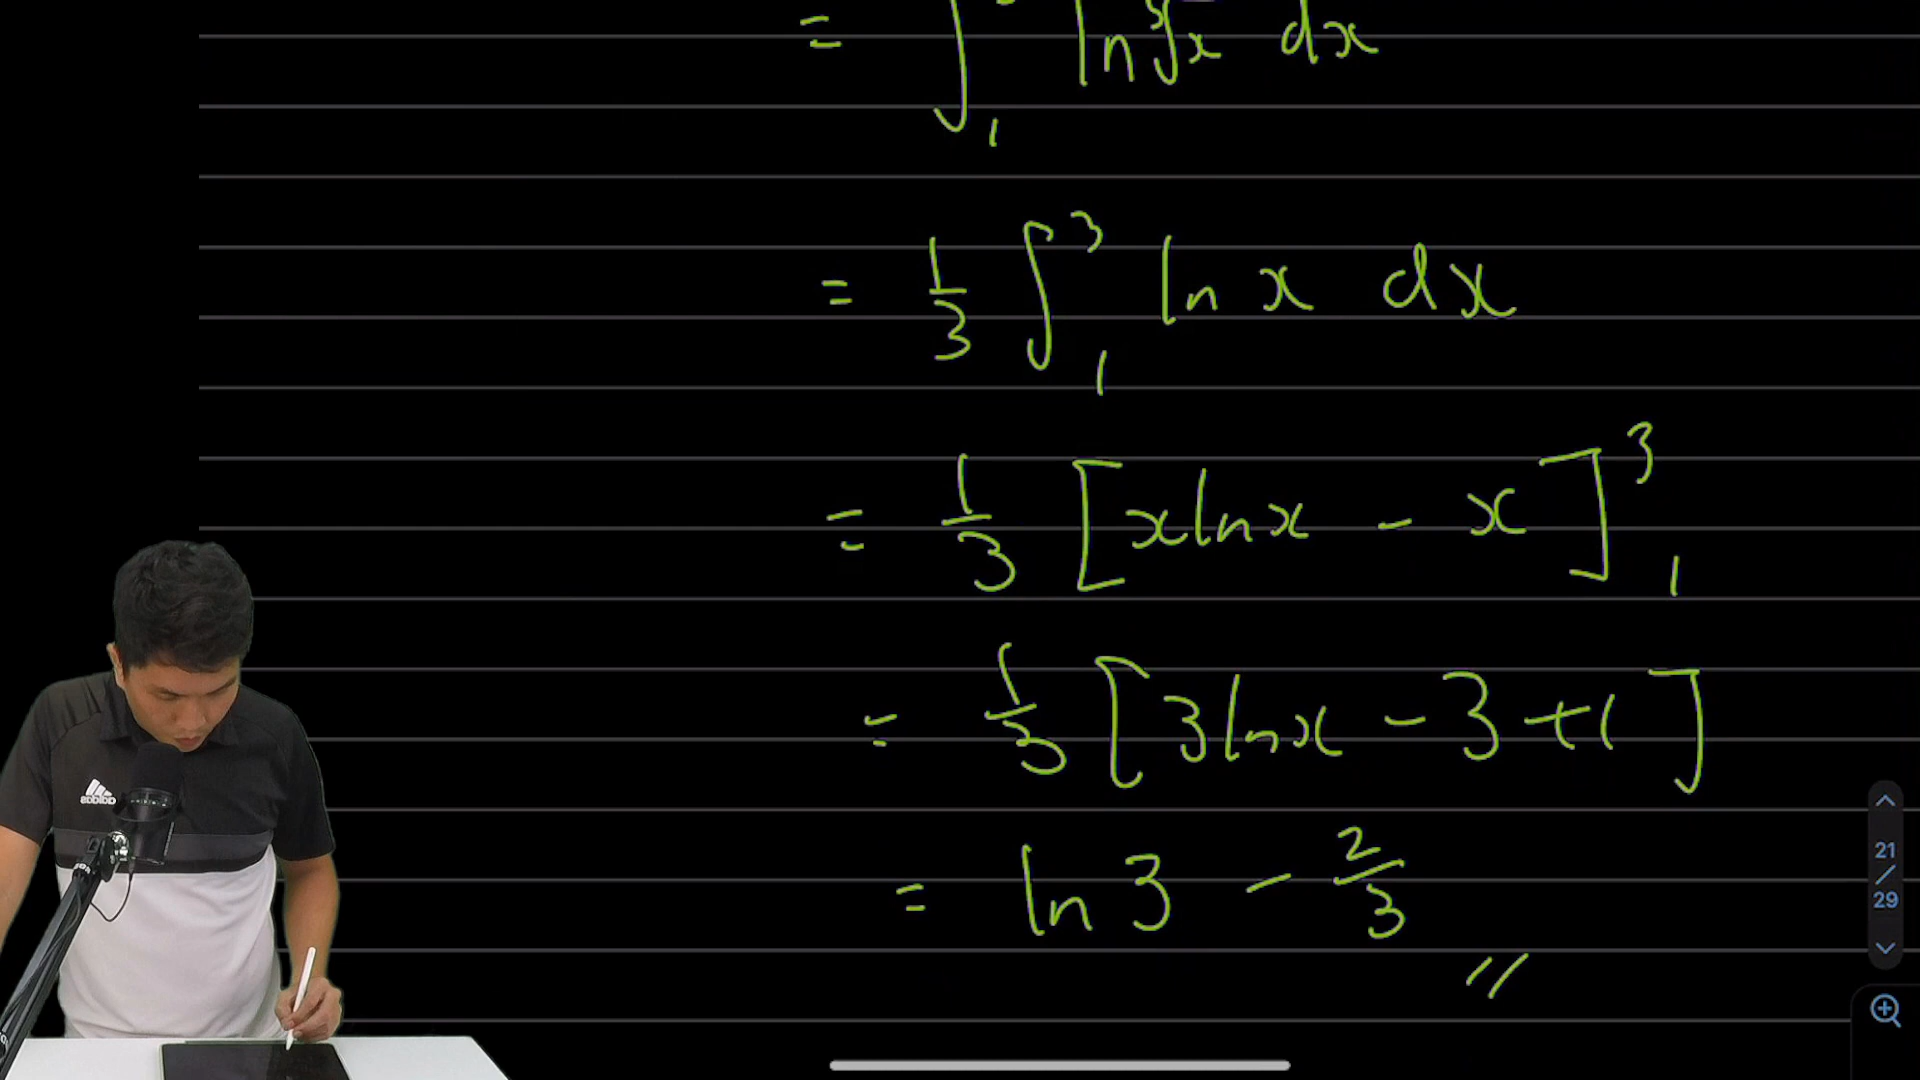 = ∫₁ ln ∛x dx
= 1/3 ∫₁³ ln x dx
= 1/3 [x ln x - x]₁³
= 1/3 [3 ln x - 3 + 1]
= ln 3 - 2/3 //
adidas
21
/
29